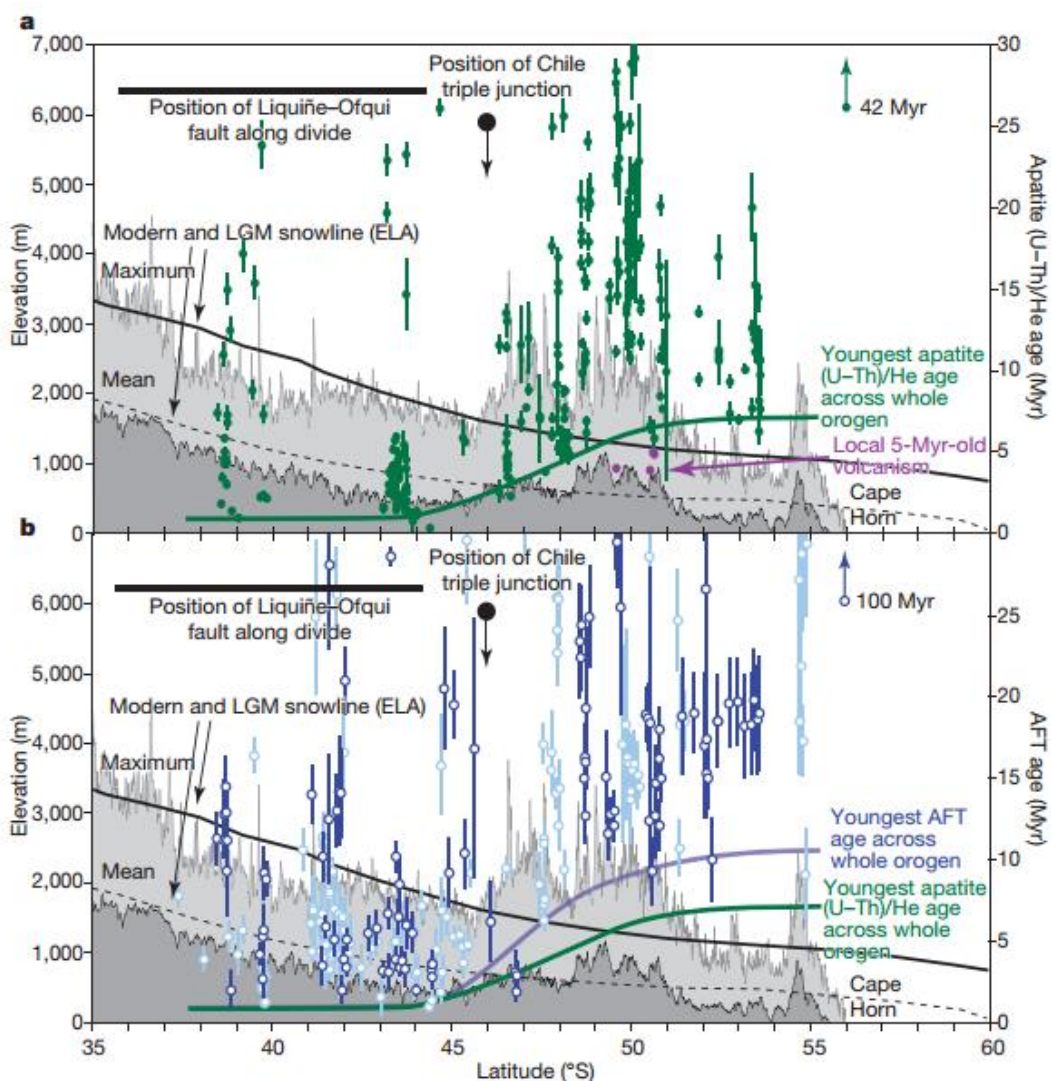 a
7,000
6,000
5,000
4,000
3,000
2,000
1,000
0
Elevation (m)
30
25
20
15
10
5
0
Apatite (U–Th)/He age (Myr)
Position of Liquiñe–Ofqui
fault along divide
Position of Chile
triple junction
42 Myr
Modern and LGM snowline (ELA)
Maximum
Mean
Youngest apatite
(U–Th)/He age
across whole
orogen
Local 5-Myr-old
volcanism
Cape
Horn
b
6,000
5,000
4,000
3,000
2,000
1,000
0
Elevation (m)
25
20
15
10
5
0
AFT age (Myr)
Position of Liquiñe–Ofqui
fault along divide
Position of Chile
triple junction
100 Myr
Modern and LGM snowline (ELA)
Maximum
Mean
Youngest AFT
age across
whole orogen
Youngest apatite
(U–Th)/He age
across whole
orogen
Cape
Horn
35
40
45
50
55
60
Latitude (°S)